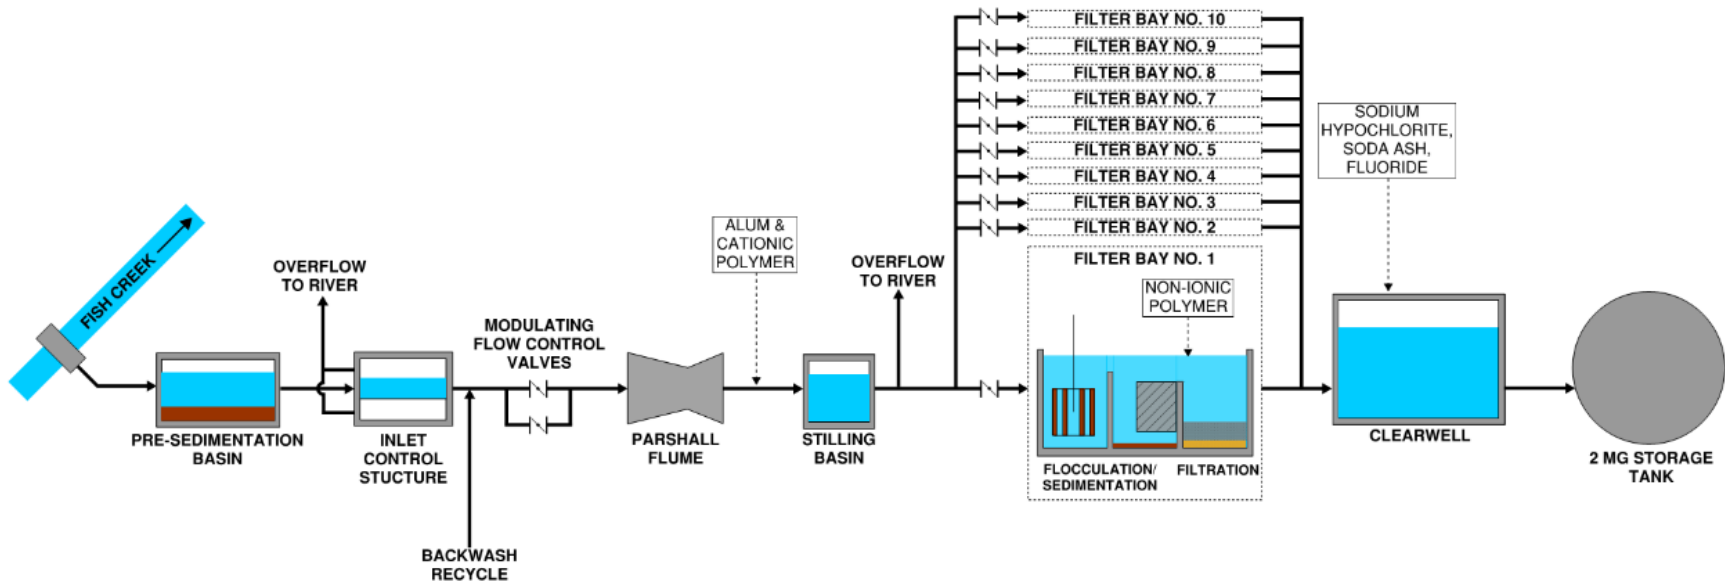 FILTER BAY NO. 10
FILTER BAY NO. 9
FILTER BAY NO. 8
FILTER BAY NO. 7
FILTER BAY NO. 6
FILTER BAY NO. 5
FILTER BAY NO. 4
FILTER BAY NO. 3
FILTER BAY NO. 2
FILTER BAY NO. 1
NON-IONIC
POLYMER
FLOCCULATION/
SEDIMENTATION
FILTRATION
SODIUM
HYPOCHLORITE,
SODA ASH,
FLUORIDE
FISH CREEK
OVERFLOW
TO RIVER
MODULATING
FLOW CONTROL
VALVES
ALUM &
CATIONIC
POLYMER
OVERFLOW
TO RIVER
PRE-SEDIMENTATION
BASIN
INLET
CONTROL
STUCTURE
PARSHALL
FLUME
STILLING
BASIN
CLEARWELL
2 MG STORAGE
TANK
BACKWASH
RECYCLE